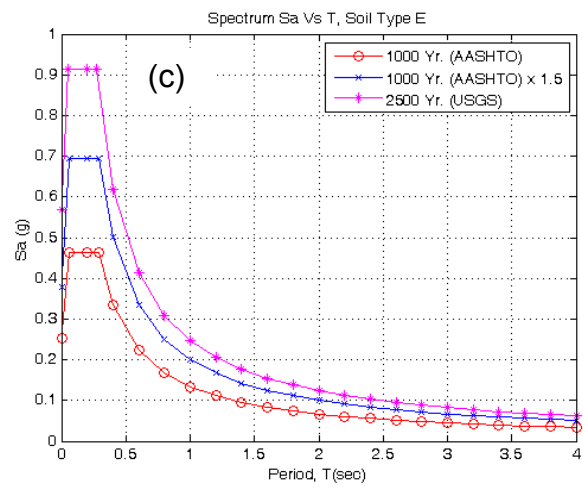 Spectrum Sa Vs T, Soil Type E
1
0.9
0.8
0.7
0.6
0.5
0.4
0.3
0.2
0.1
0
Sa (g)
(c)
1000 Yr. (AASHTO)
1000 Yr. (AASHTO) x 1.5
2500 Yr. (USGS)
0 0.5 1 1.5 2 2.5 3 3.5 4
Period, T(sec)